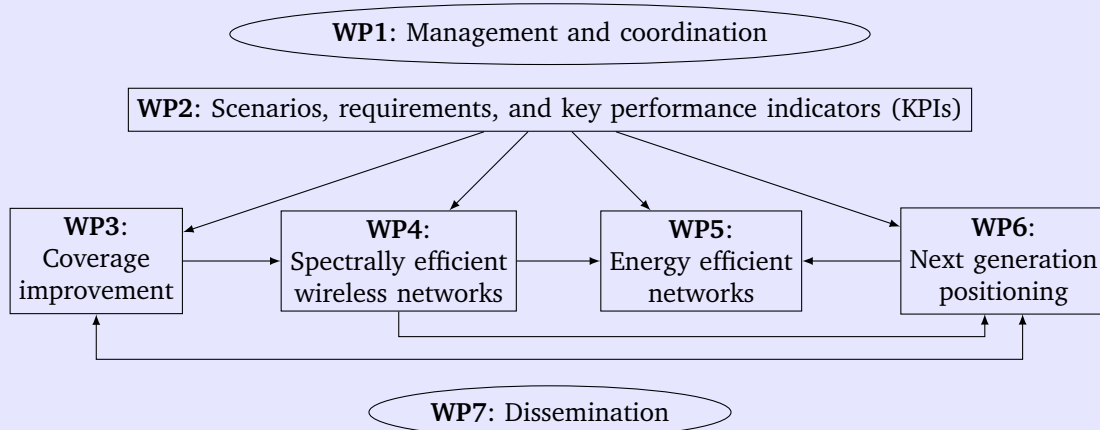 WP1: Management and coordination
WP2: Scenarios, requirements, and key performance indicators (KPIs)
WP3:
Coverage
improvement
WP4:
Spectrally efficient
wireless networks
WP5:
Energy efficient
networks
WP6:
Next generation
positioning
WP7: Dissemination